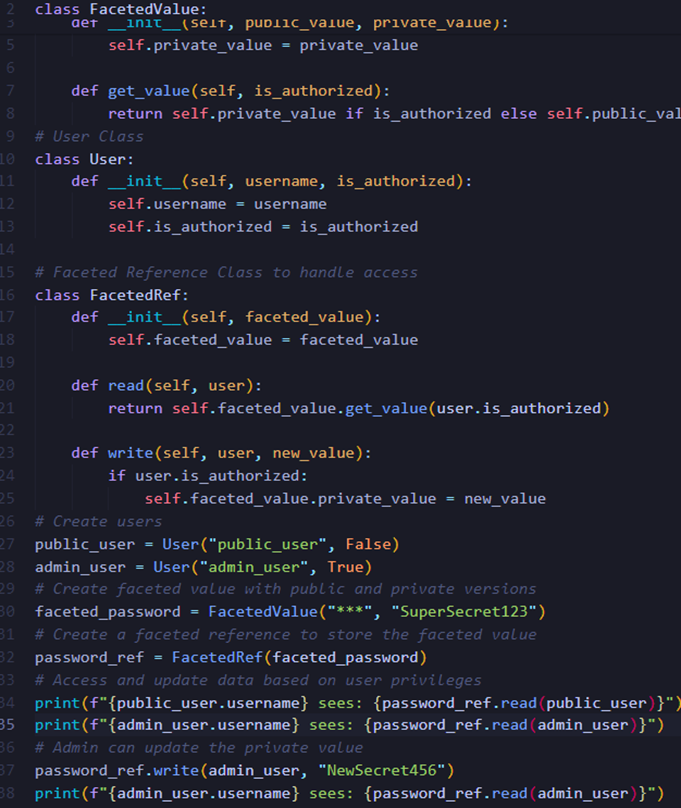 2 class FacetedValue:
3 def __init__(self, public_value, private_value):
5 self.private_value = private_value
6
7 def get_value(self, is_authorized):
8 return self.private_value if is_authorized else self.public_val
9 # User Class
10 class User:
11 def __init__(self, username, is_authorized):
12 self.username = username
13 self.is_authorized = is_authorized
14
15 # Faceted Reference Class to handle access
16 class FacetedRef:
17 def __init__(self, faceted_value):
18 self.faceted_value = faceted_value
19
20 def read(self, user):
21 return self.faceted_value.get_value(user.is_authorized)
22
23 def write(self, user, new_value):
24 if user.is_authorized:
25 self.faceted_value.private_value = new_value
26 # Create users
27 public_user = User("public_user", False)
28 admin_user = User("admin_user", True)
29 # Create faceted value with public and private versions
30 faceted_password = FacetedValue("***", "SuperSecret123")
31 # Create a faceted reference to store the faceted value
32 password_ref = FacetedRef(faceted_password)
33 # Access and update data based on user privileges
34 print(f"{public_user.username} sees: {password_ref.read(public_user)}")
35 print(f"{admin_user.username} sees: {password_ref.read(admin_user)}")
36 # Admin can update the private value
37 password_ref.write(admin_user, "NewSecret456")
38 print(f"{admin_user.username} sees: {password_ref.read(admin_user)}")